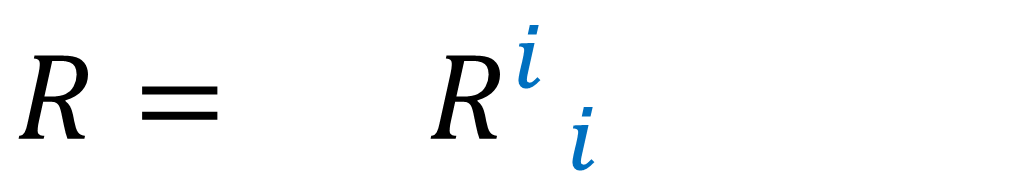 R = R^i_i